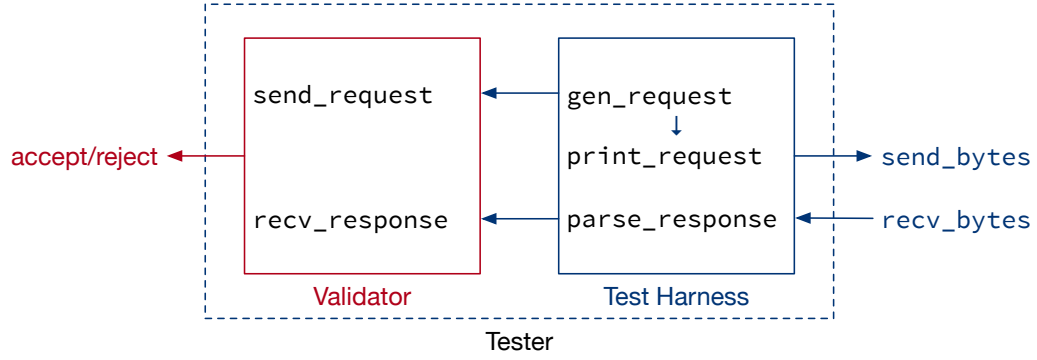 send_request
gen_request
print_request
accept/reject
send_bytes
recv_response
parse_response
recv_bytes
Validator
Test Harness
Tester